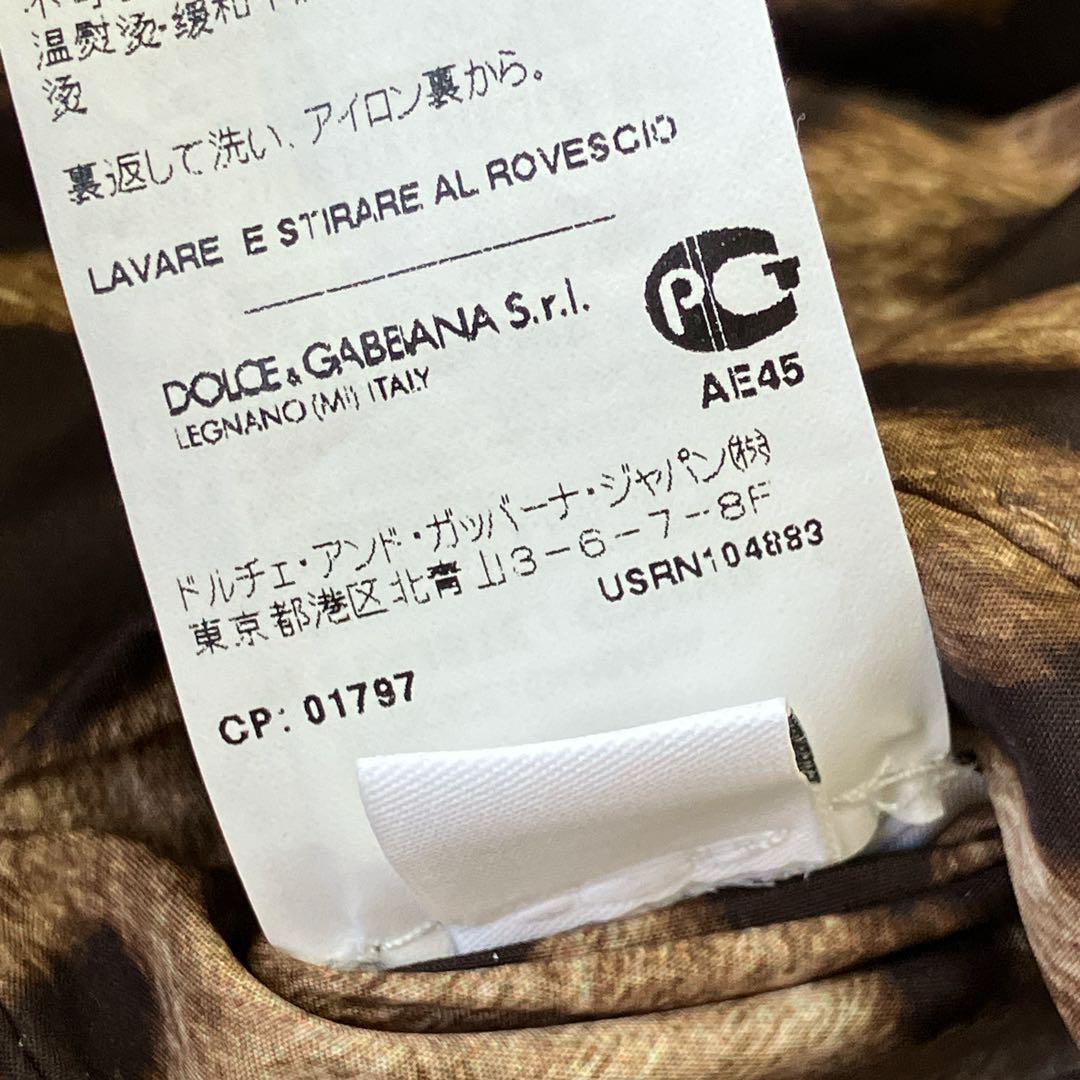 温熨烫·缓和
烫
裏返して洗い、アイロン裏から。
LAVARE E STIRARE AL ROVESCIO
DOLCE & GABBANA S.r.l.
LEGNANO (MI) ITALY
PCT
AE45
ドルチェ・アンド・ガッバーナ・ジャパン(株)
東京都港区北青山3-6-7-8F
USRN104883
CP: 01797